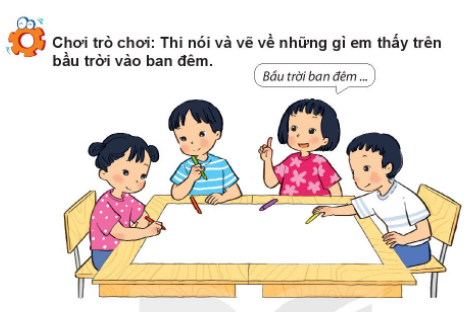 Chơi trò chơi: Thi nói và vẽ về những gì em thấy trên
bầu trời vào ban đêm.
Bầu trời ban đêm ...